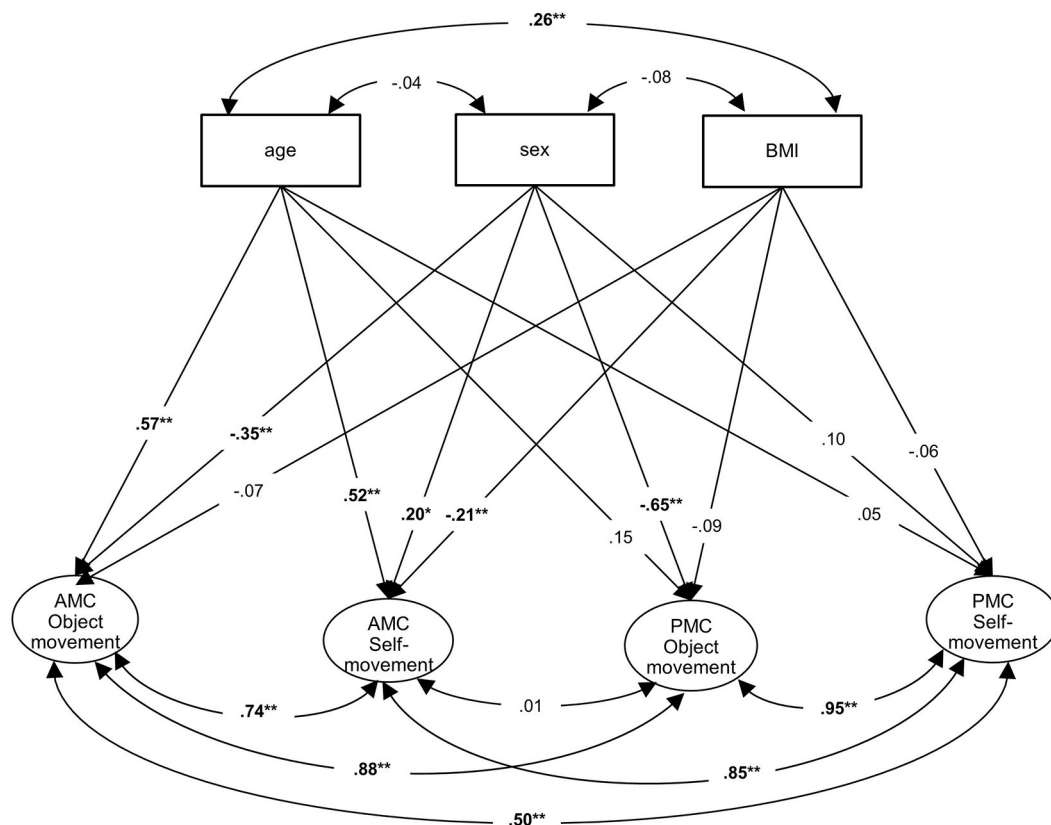 .26**
-.04
-.08
age
sex
BMI
.57**
-.35**
-.07
.52**
.20*
-.21**
.15
-.65**
-.09
.05
.10
-.06
AMC
Object
movement
AMC
Self-
movement
PMC
Object
movement
PMC
Self-
movement
.74**
.01
.95**
.88**
.85**
.50**